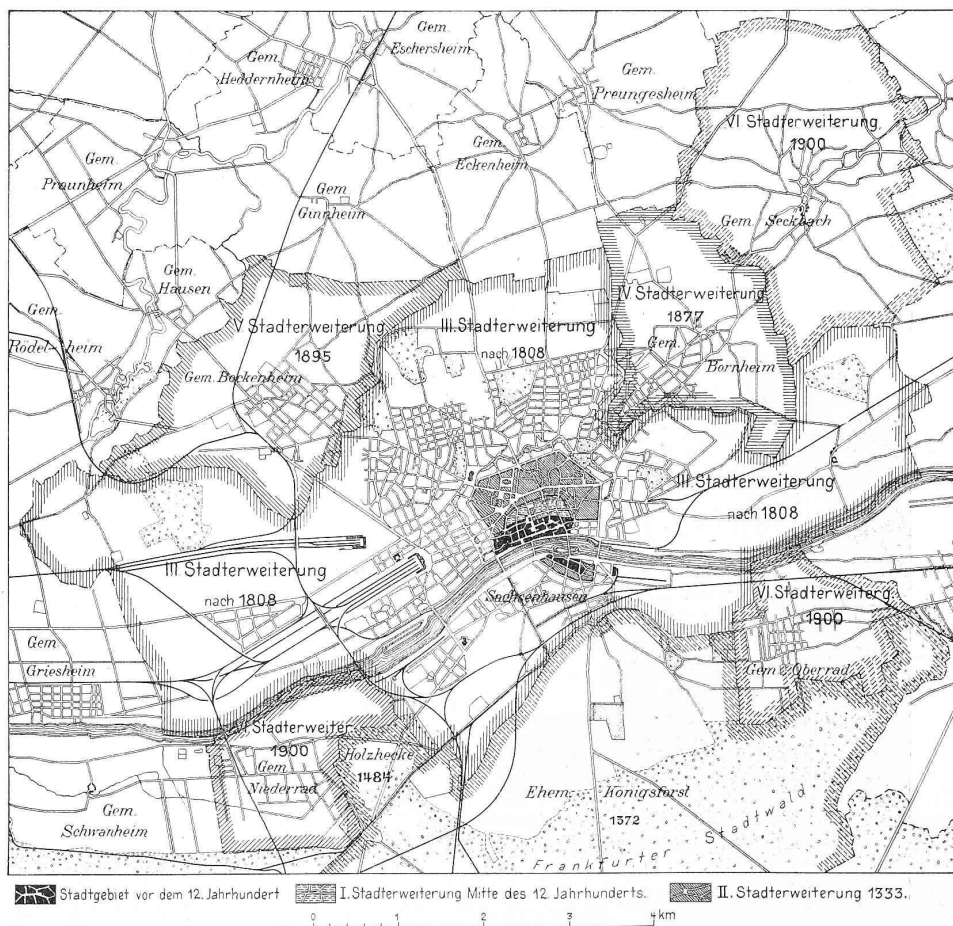 Gem.
Eschersheim
Gem.
Heddernheim
Gem.
Preungesheim
VI Stadterweiterung
1900
Gem.
Eckenheim
Gem.
Praunheim
Gem.
Ginnheim
Gem. Seckbach
Gem.
Hausen
IV Stadterweiterung
1877
V Stadterweiterung
1895
III. Stadterweiterung
nach 1808
Gem.
Rödelheim
Gem.
Bornheim
Gem. Bockenheim
III Stadterweiterung
nach 1808
III Stadterweiterung
nach 1808
Sachsenhausen
VI. Stadterweiterg
1900
Gem.
Griesheim
Gem. Oberrad
VI Stadterweiter.
1900
Holzhecke
1484
Gem.
Niederrad
Ehem. Königsforst
1372
Gem.
Schwanheim
Frankfurter Stadtwald
Stadtgebiet vor dem 12. Jahrhundert
I. Stadterweiterung Mitte des 12 Jahrhunderts.
II. Stadterweiterung 1333.
0 1 2 3 4 km